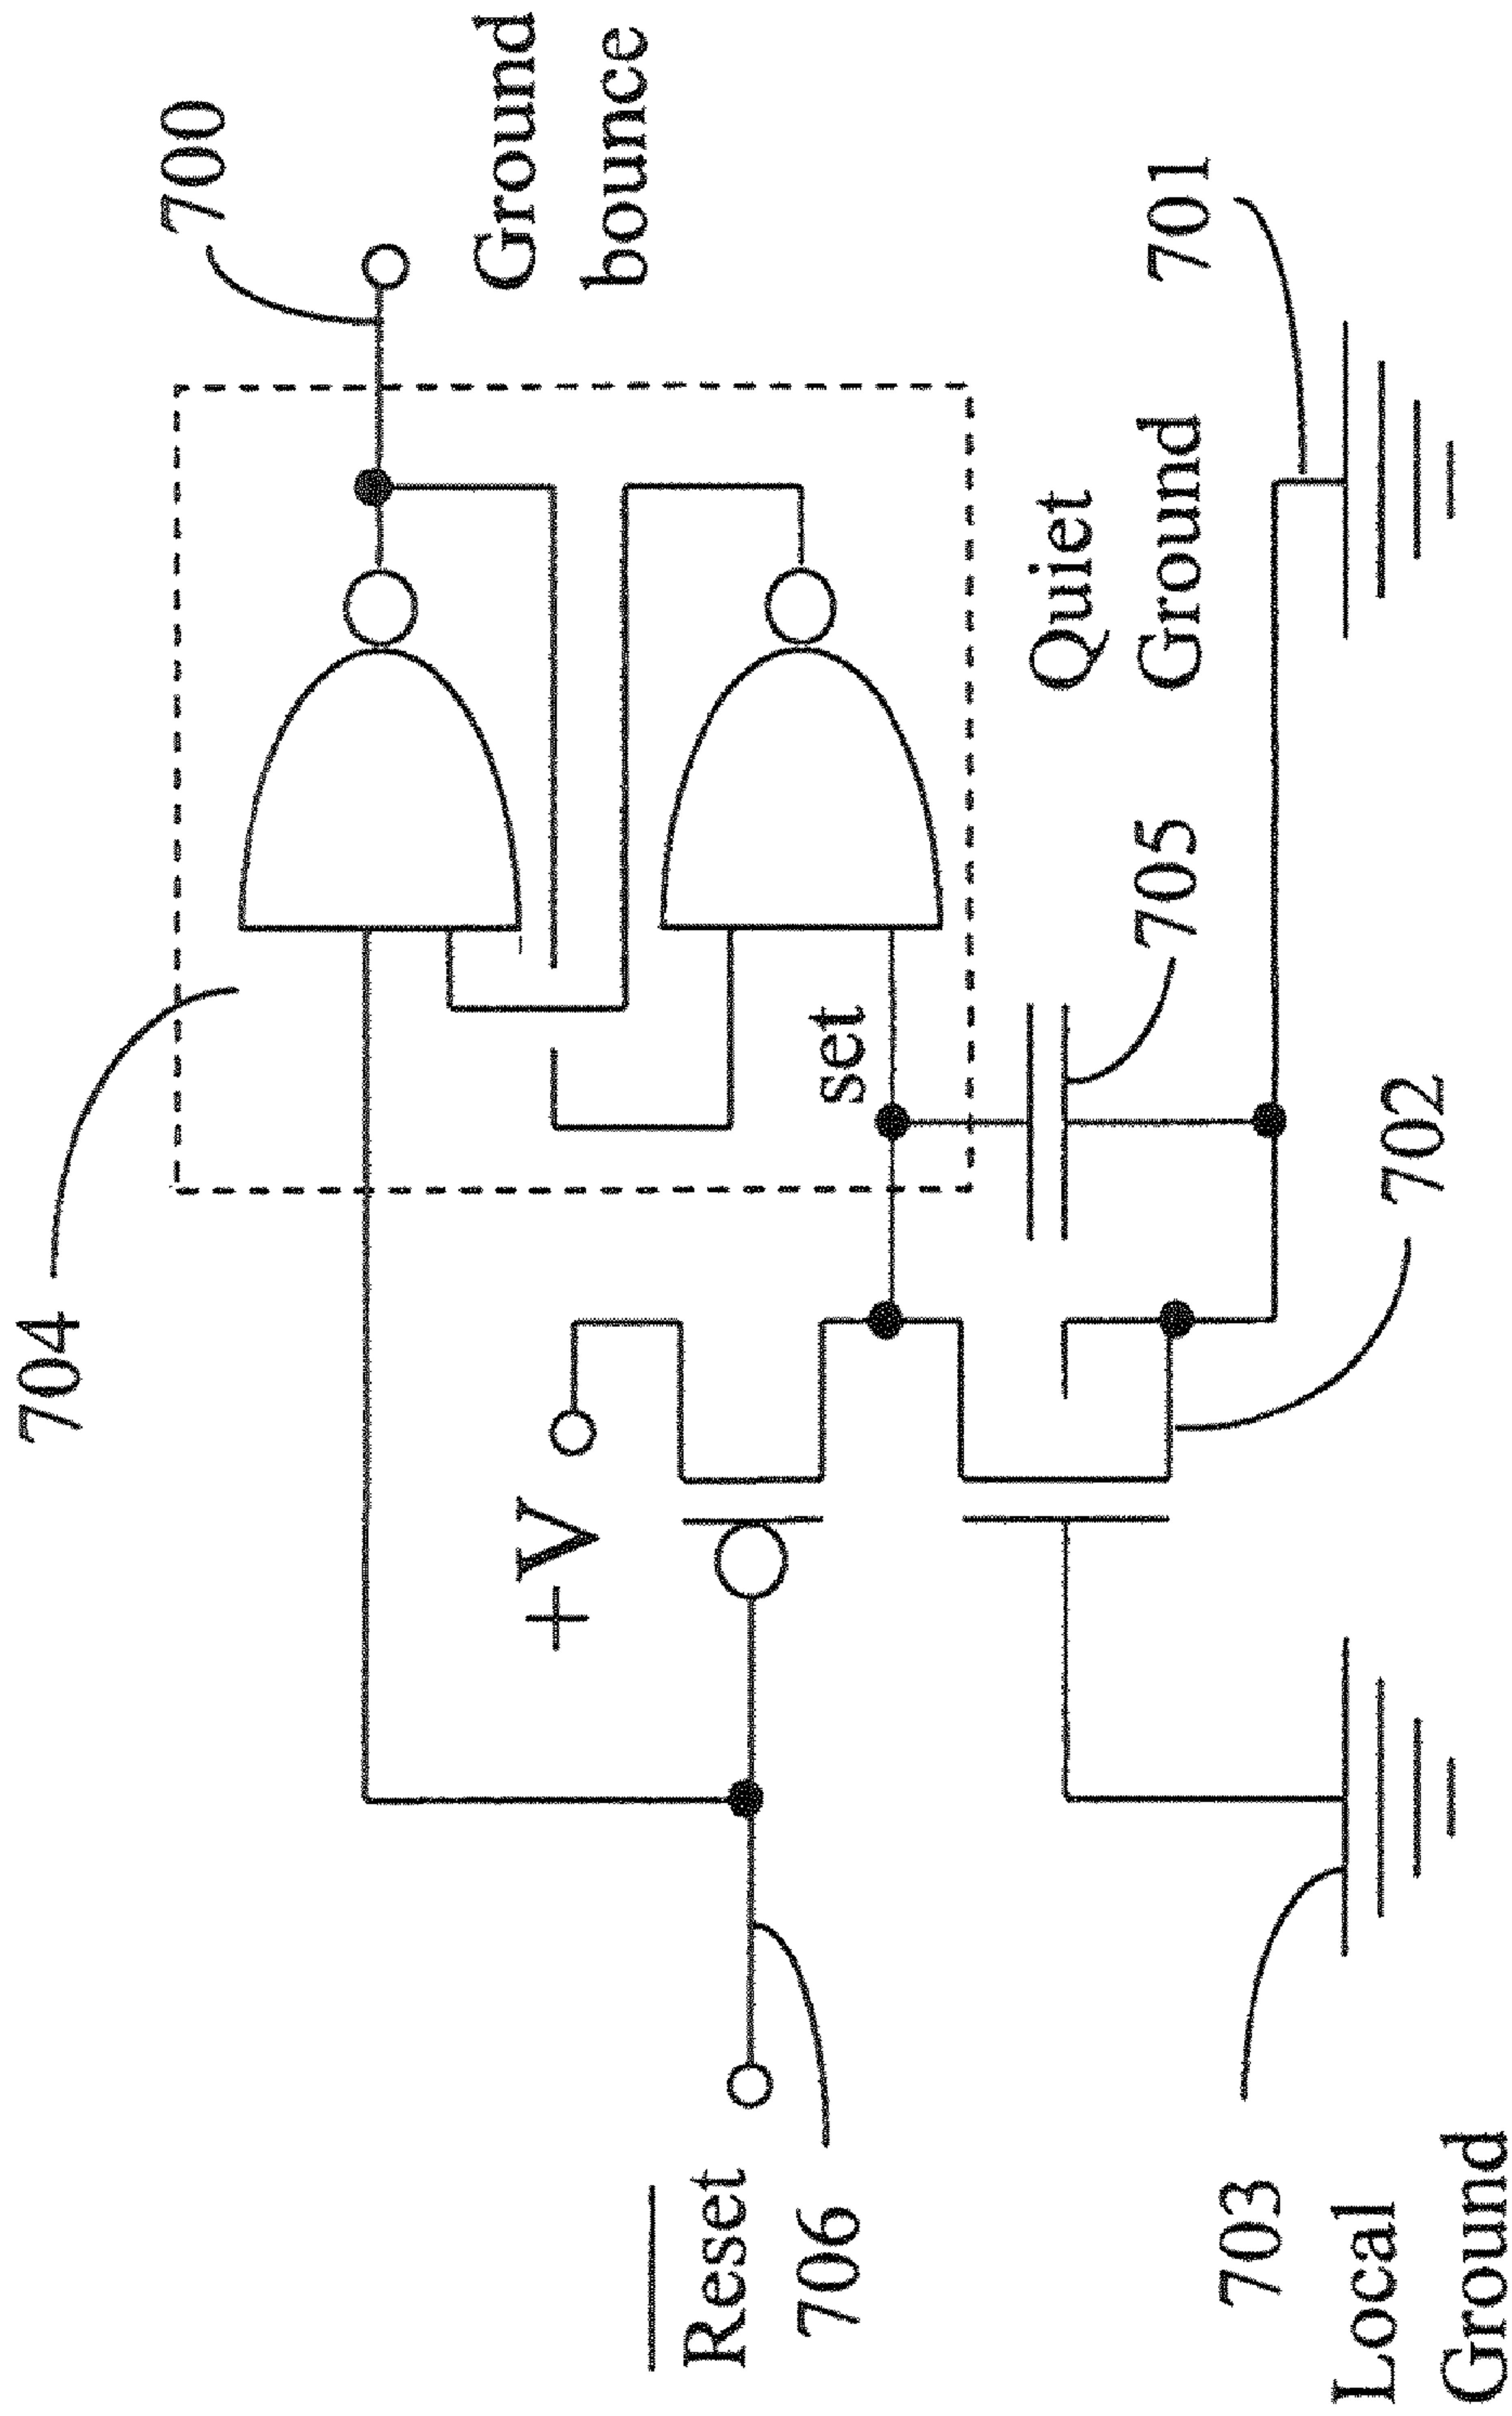 704
700
Ground
bounce
+V
set
Reset
706
705
Quiet
Ground
701
702
703
Local
Ground